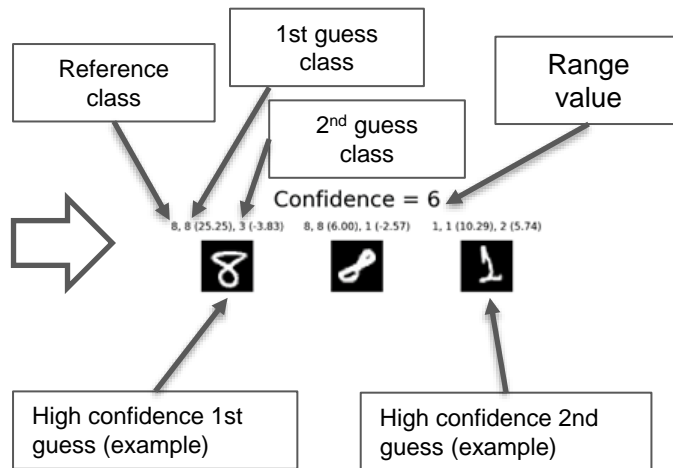 1st guess
class
Reference
class
Range
value
2nd guess
class
Confidence = 6
8, 8 (25.25), 3 (-3.83)
8, 8 (6.00), 1 (-2.57)
1, 1 (10.29), 2 (5.74)
High confidence 1st
guess (example)
High confidence 2nd
guess (example)